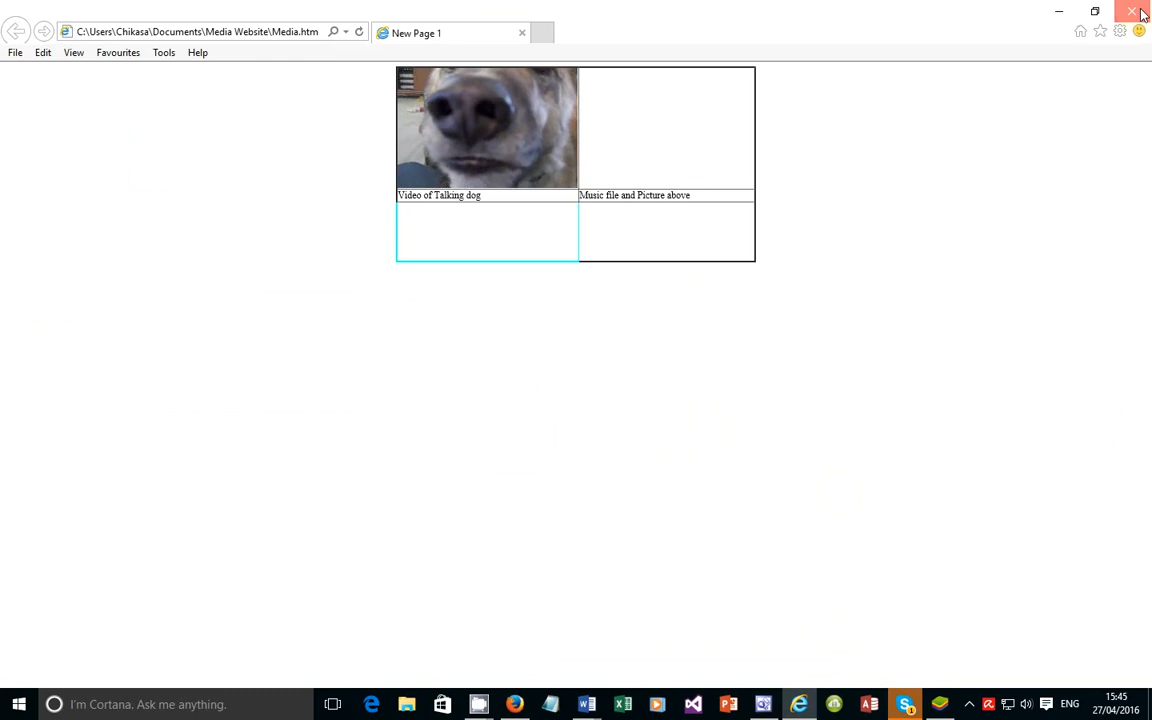 C:\Users\Chikasa\Documents\Media Website\Media.htm
New Page 1
File Edit View Favourites Tools Help
Video of Talking dog
Music file and Picture above
I'm Cortana. Ask me anything.
ENG
15:45
27/04/2016